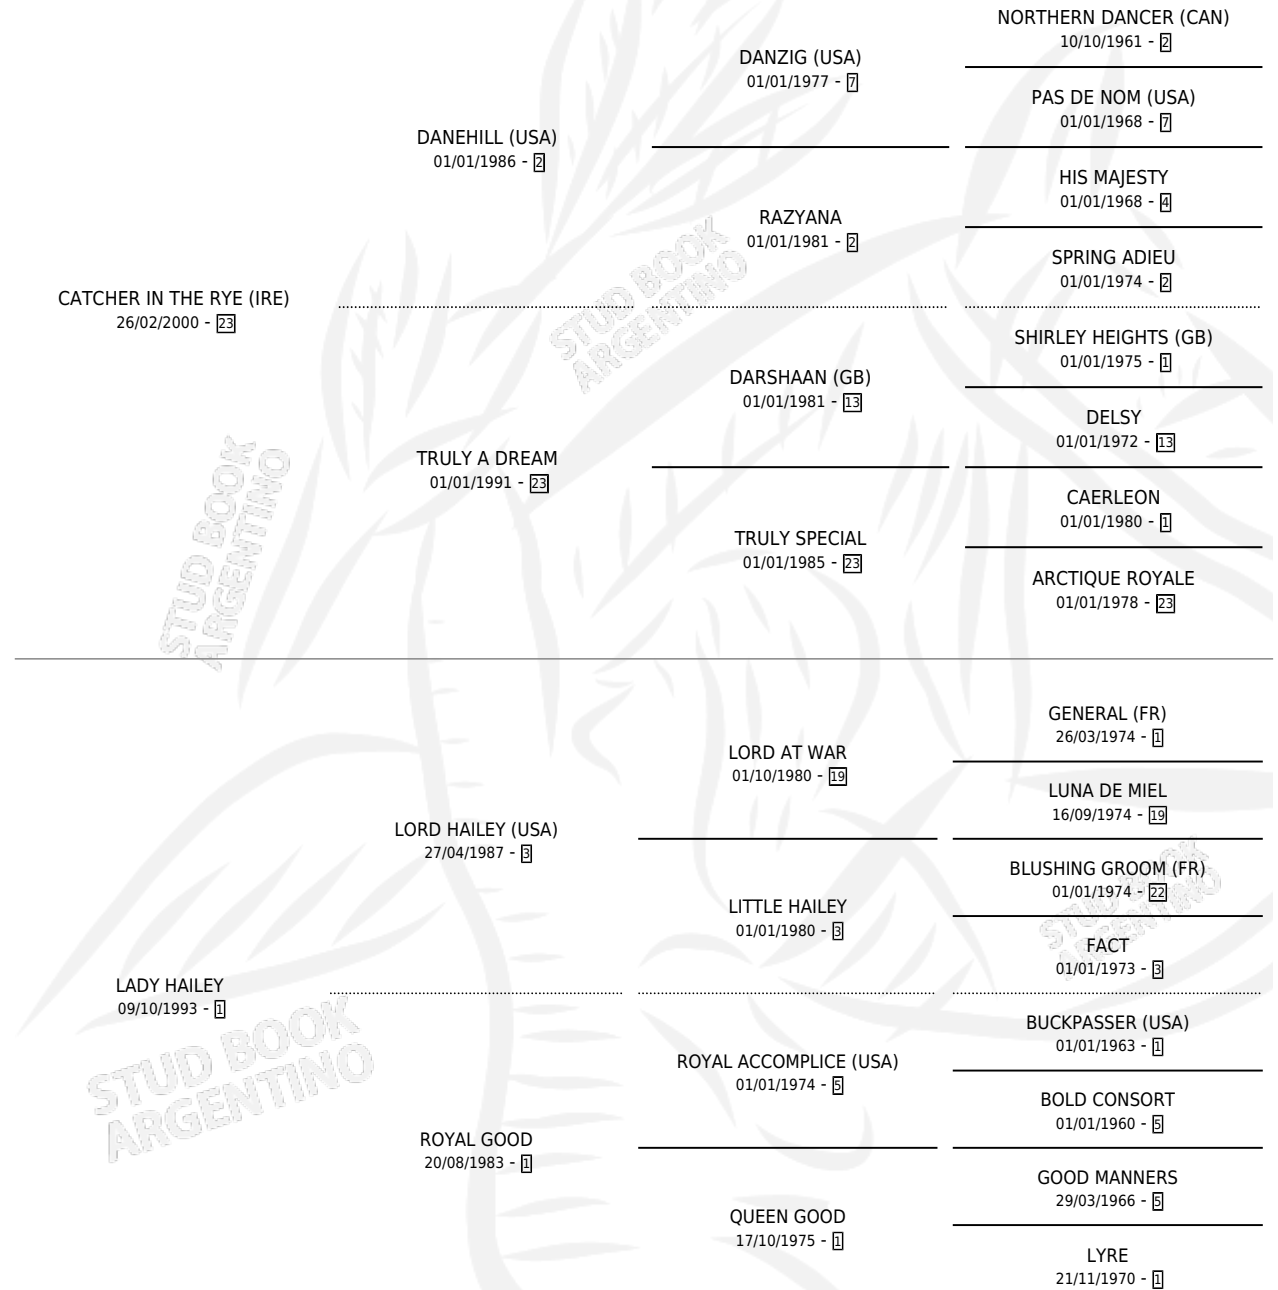 NORTHERN DANCER (CAN)
10/10/1961 - 2
DANZIG (USA)
01/01/1977 - 7
PAS DE NOM (USA)
01/01/1968 - 7
DANEHILL (USA)
01/01/1986 - 2
HIS MAJESTY
01/01/1968 - 4
RAZYANA
01/01/1981 - 2
SPRING ADIEU
01/01/1974 - 2
CATCHER IN THE RYE (IRE)
26/02/2000 - 23
STUD BOOK
ARGENTINO
SHIRLEY HEIGHTS (GB)
01/01/1975 - 1
DARSHAAN (GB)
01/01/1981 - 13
DELSY
01/01/1972 - 13
TRULY A DREAM
01/01/1991 - 23
CAERLEON
01/01/1980 - 1
TRULY SPECIAL
01/01/1985 - 23
ARCTIQUE ROYALE
01/01/1978 - 23
STUD BOOK
ARGENTINO
GENERAL (FR)
26/03/1974 - 1
LORD AT WAR
01/10/1980 - 19
LUNA DE MIEL
16/09/1974 - 19
LORD HAILEY (USA)
27/04/1987 - 3
BLUSHING GROOM (FR)
01/01/1974 - 22
STUD BOOK
ARGENTINO
LITTLE HAILEY
01/01/1980 - 3
FACT
01/01/1973 - 3
LADY HAILEY
09/10/1993 - 1
STUD BOOK
ARGENTINO
BUCKPASSER (USA)
01/01/1963 - 1
ROYAL ACCOMPLICE (USA)
01/01/1974 - 5
BOLD CONSORT
01/01/1960 - 5
ROYAL GOOD
20/08/1983 - 1
GOOD MANNERS
29/03/1966 - 5
QUEEN GOOD
17/10/1975 - 1
LYRE
21/11/1970 - 1